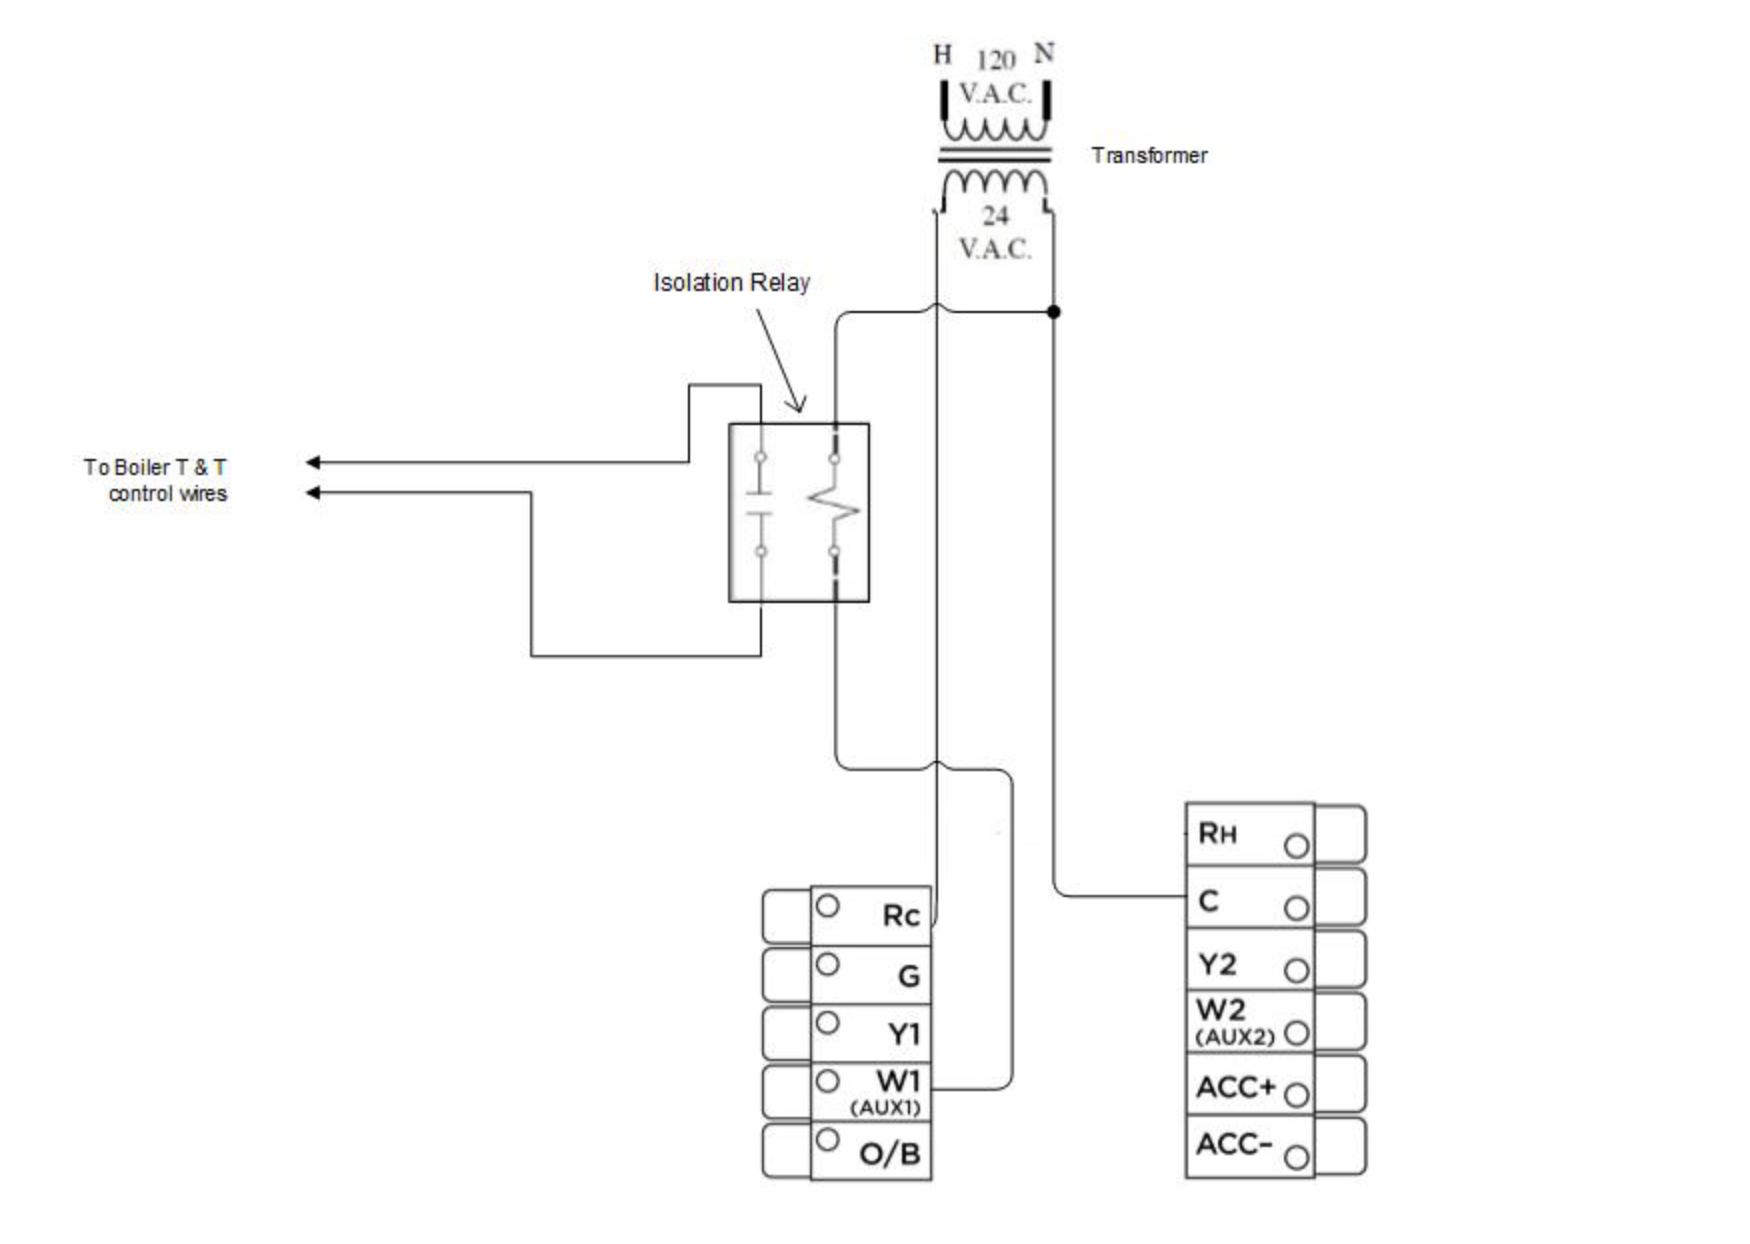 H 120 N
V.A.C.
Transformer
24
V.A.C.
Isolation Relay
To Boiler T & T
control wires
Rc
G
Y1
W1
(AUX1)
O/B
RH
C
Y2
W2
(AUX2)
ACC+
ACC-